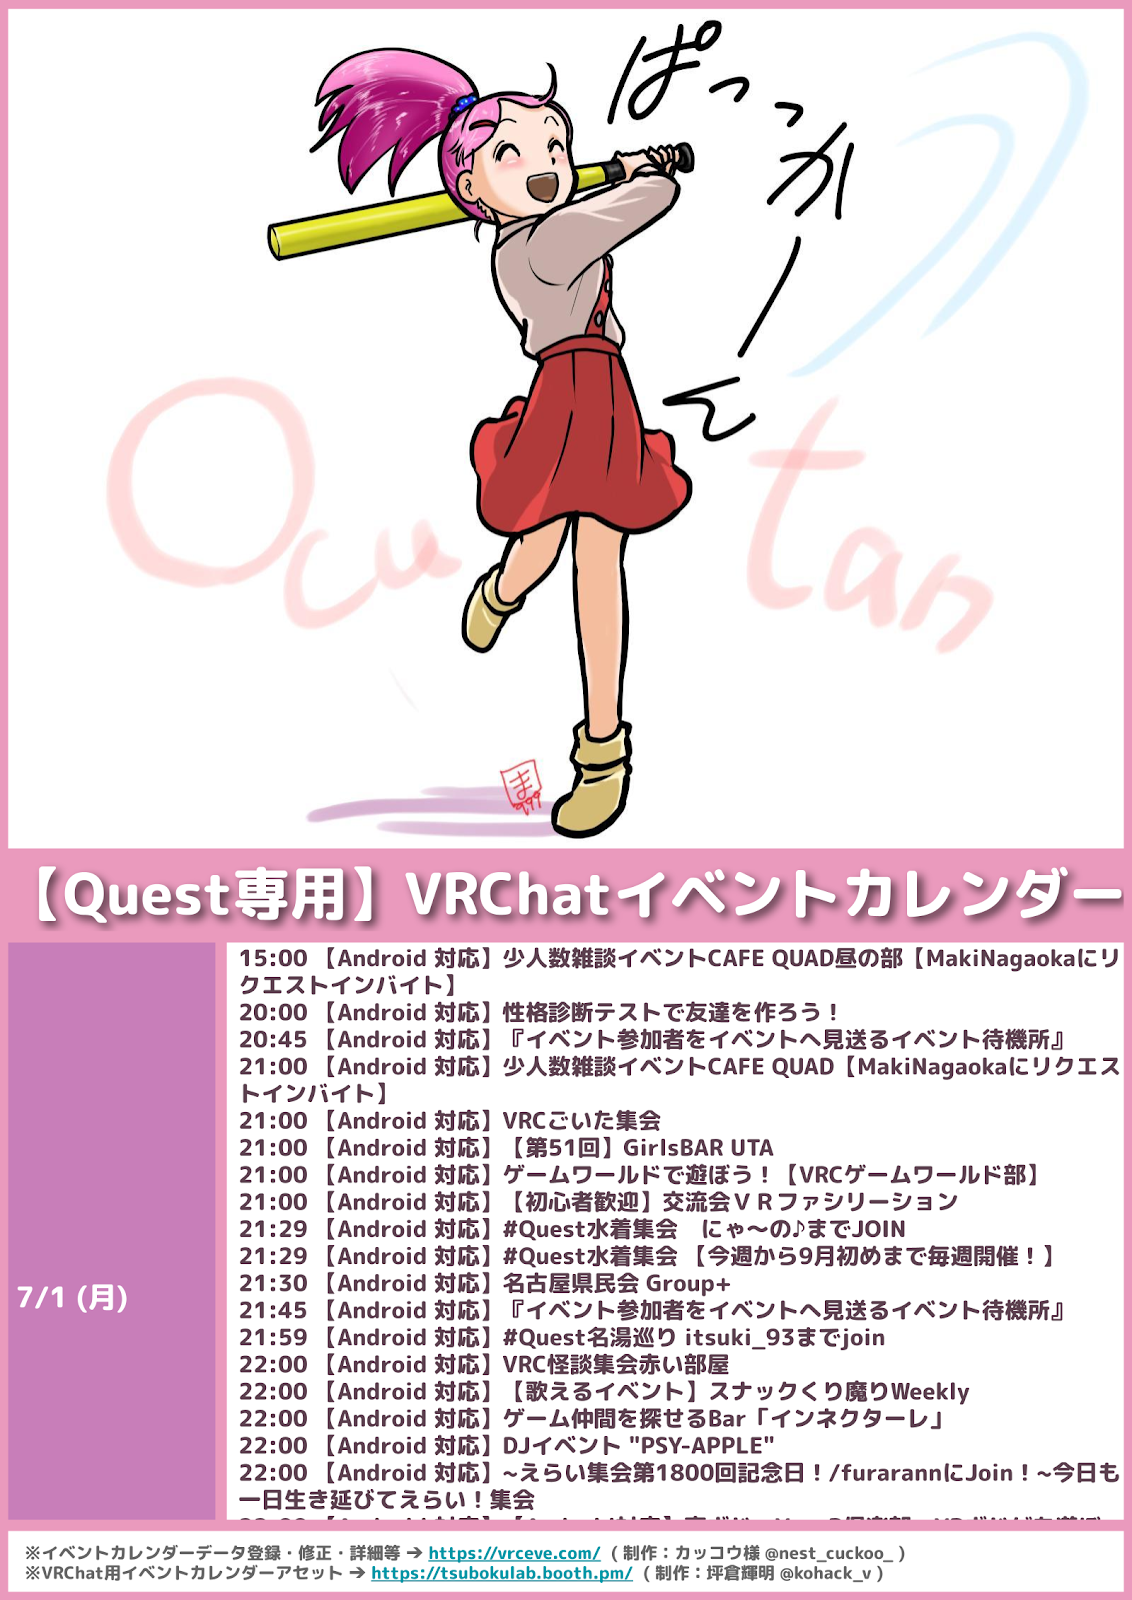 ぱっっかーん
Ocu tan
ま
999
【Quest専用】VRChatイベントカレンダー
7/1 (月)
15:00 【Android 対応】少人数雑談イベントCAFE QUAD昼の部【MakiNagaokaにリ
クエストインバイト】
20:00 【Android 対応】性格診断テストで友達を作ろう！
20:45 【Android 対応】『イベント参加者をイベントへ見送るイベント待機所』
21:00 【Android 対応】少人数雑談イベントCAFE QUAD【MakiNagaokaにリクエス
トインバイト】
21:00 【Android 対応】VRCごいた集会
21:00 【Android 対応】【第51回】GirlsBAR UTA
21:00 【Android 対応】ゲームワールドで遊ぼう！【VRCゲームワールド部】
21:00 【Android 対応】【初心者歓迎】交流会ＶＲファシリーション
21:29 【Android 対応】#Quest水着集会　にゃ～の♪までJOIN
21:29 【Android 対応】#Quest水着集会 【今週から9月初めまで毎週開催！】
21:30 【Android 対応】名古屋県民会 Group+
21:45 【Android 対応】『イベント参加者をイベントへ見送るイベント待機所』
21:59 【Android 対応】#Quest名湯巡り itsuki_93までjoin
22:00 【Android 対応】VRC怪談集会赤い部屋
22:00 【Android 対応】【歌えるイベント】スナックくり魔りWeekly
22:00 【Android 対応】ゲーム仲間を探せるBar「インネクターレ」
22:00 【Android 対応】DJイベント "PSY-APPLE"
22:00 【Android 対応】~えらい集会第1800回記念日！/furarannにJoin！~今日も
一日生き延びてえらい！集会
※イベントカレンダーデータ登録・修正・詳細等 → https://vrceve.com/ （ 制作：カッコウ様 @nest_cuckoo_ ）
※VRChat用イベントカレンダーアセット → https://tsubokulab.booth.pm/ （ 制作：坪倉輝明 @kohack_v ）